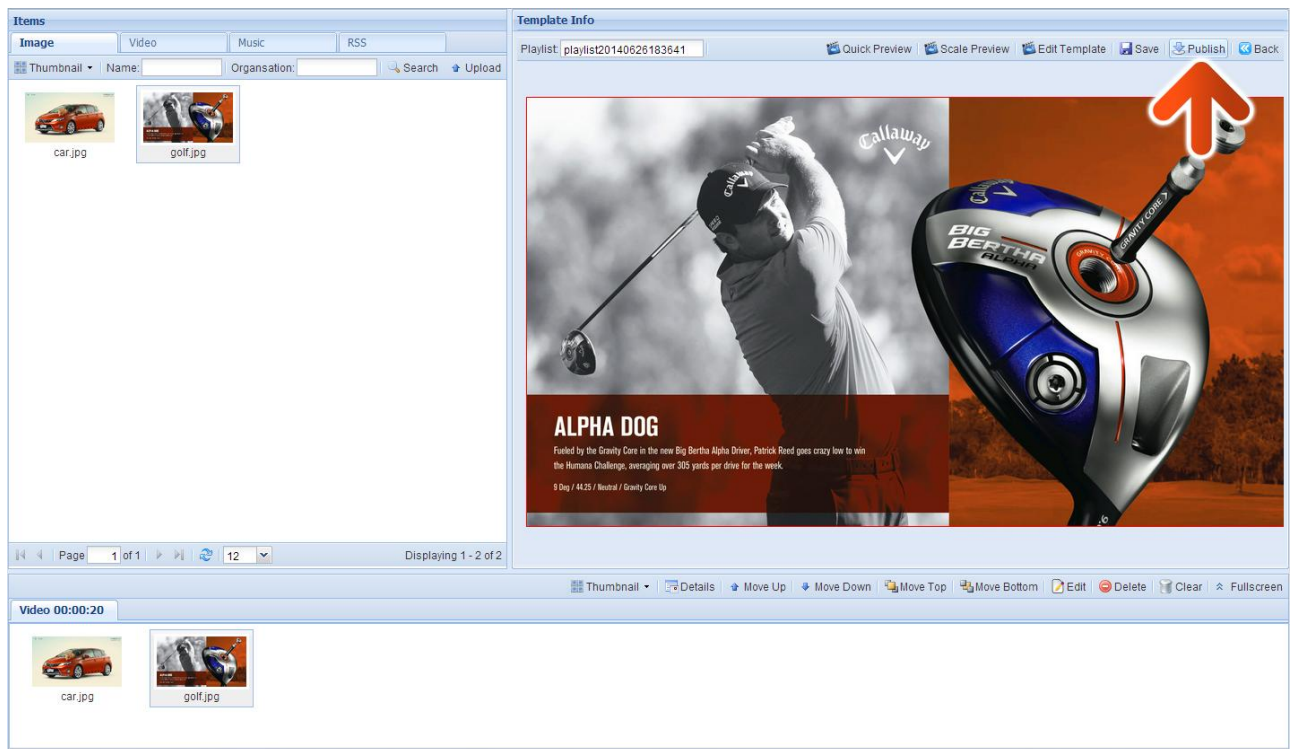 Items
Image Video Music RSS
Thumbnail Name: Organsation: Search Upload
car.jpg golf.jpg
Page 1 of 1 12 Displaying 1 - 2 of 2
Template Info
Playlist: playlist20140626183641 Quick Preview Scale Preview Edit Template Save Publish Back
Callaway
Callaway
Callaway
BIG
BERTHA
ALPHA
GRAVITY CORE >
ALPHA DOG
Fueled by the Gravity Core in the new Big Bertha Alpha Driver, Patrick Reed goes crazy low to win
the Humana Challenge, averaging over 305 yards per drive for the week.
9 Deg / 44.25 / Neutral / Gravity Core Up
Thumbnail Details Move Up Move Down Move Top Move Bottom Edit Delete Clear Fullscreen
Video 00:00:20
car.jpg golf.jpg